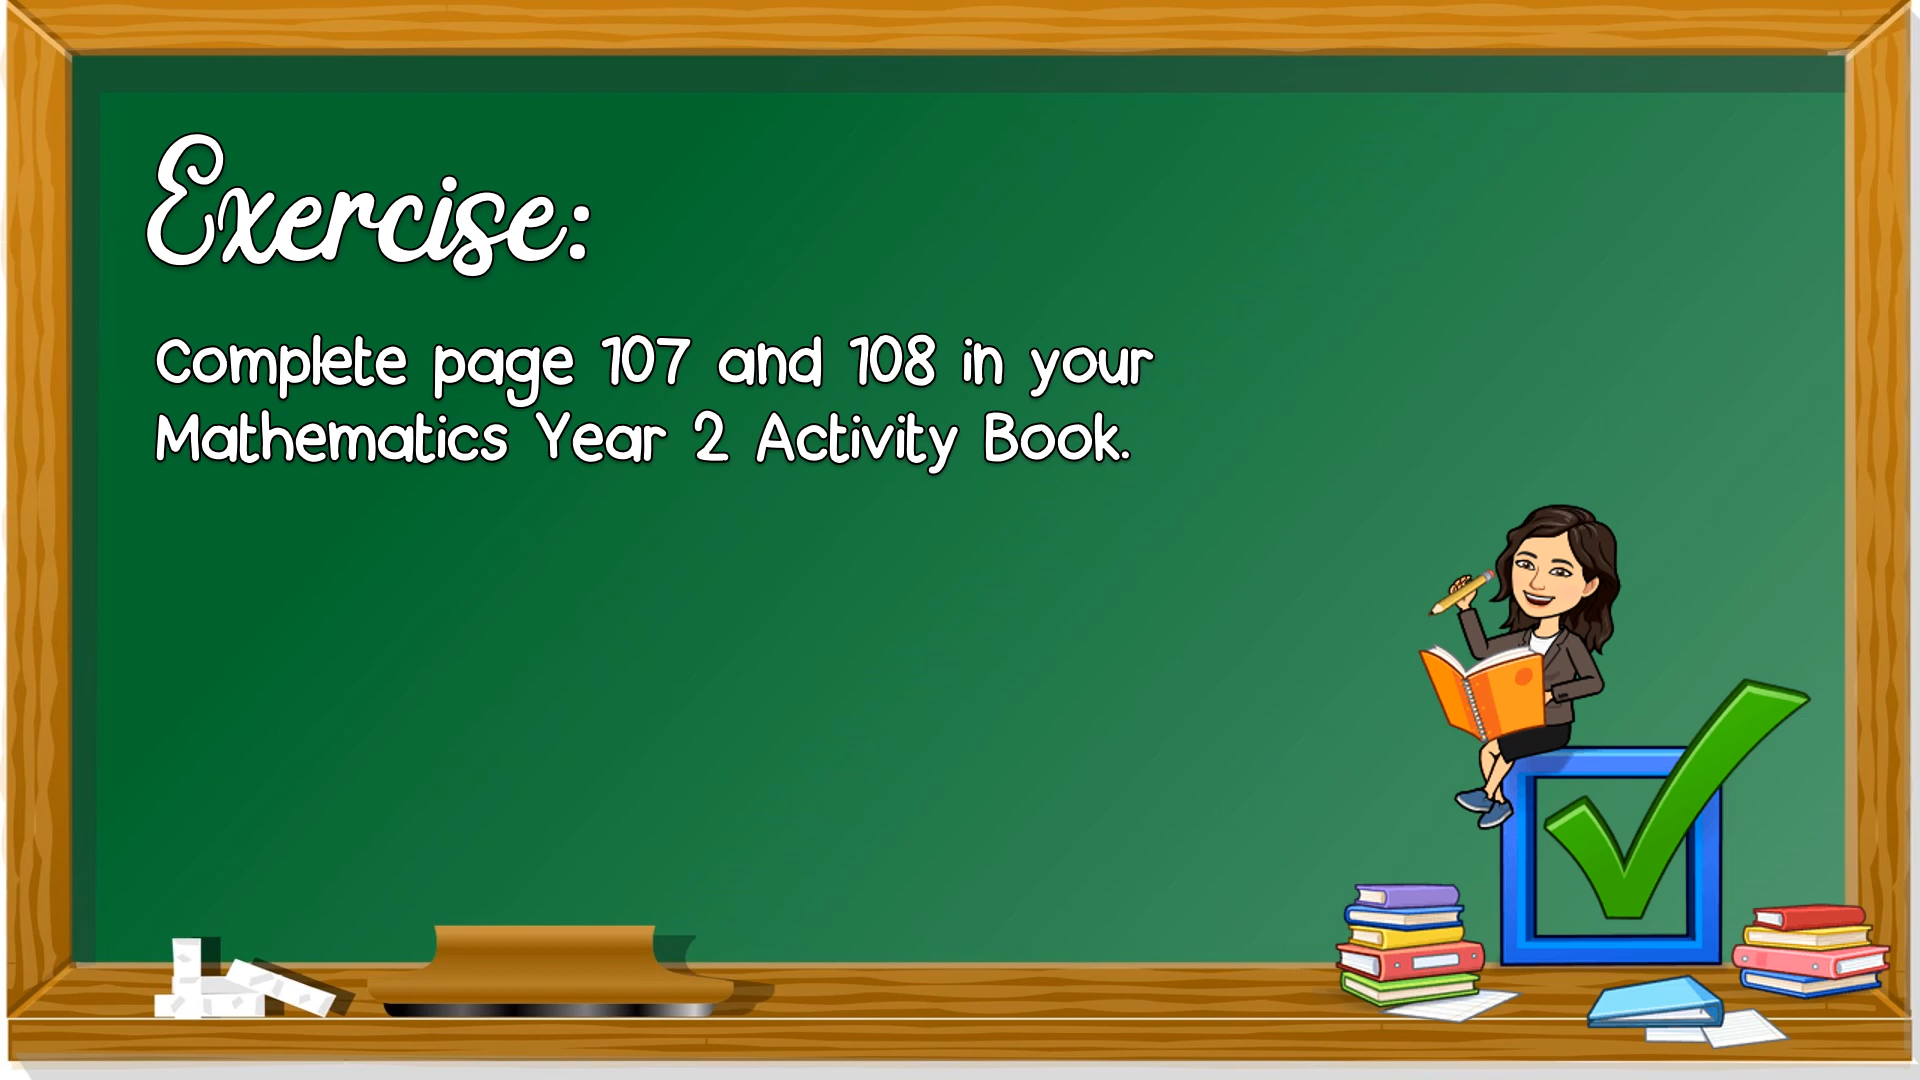 Exercise:
Complete page 107 and 108 in your
Mathematics Year 2 Activity Book.